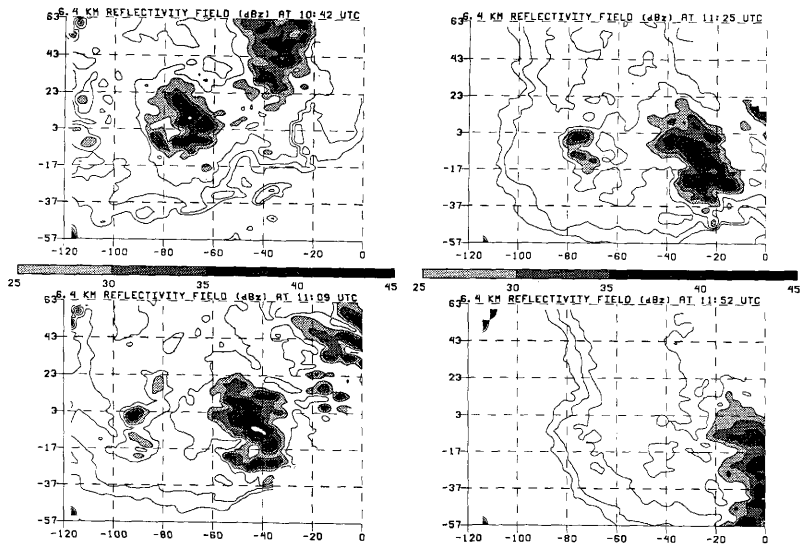 6.4 KM REFLECTIVITY FIELD (dBz) AT 10:42 UTC
63
43
23
3
-17
-37
-57
-120 -100 -80 -60 -40 -20 0
6.4 KM REFLECTIVITY FIELD (dBz) AT 11:25 UTC
63
43
23
3
-17
-37
-57
-120 -100 -80 -60 -40 -20 0
25 30 35 45
25 30 35 45
6.4 KM REFLECTIVITY FIELD (dBz) AT 11:09 UTC
63
43
23
3
-17
-37
-57
-120 -100 -80 -60 -40 -20 0
6.4 KM REFLECTIVITY FIELD (dBz) AT 11:52 UTC
63
43
23
3
-17
-37
-57
-120 -100 -80 -60 -40 -20 0